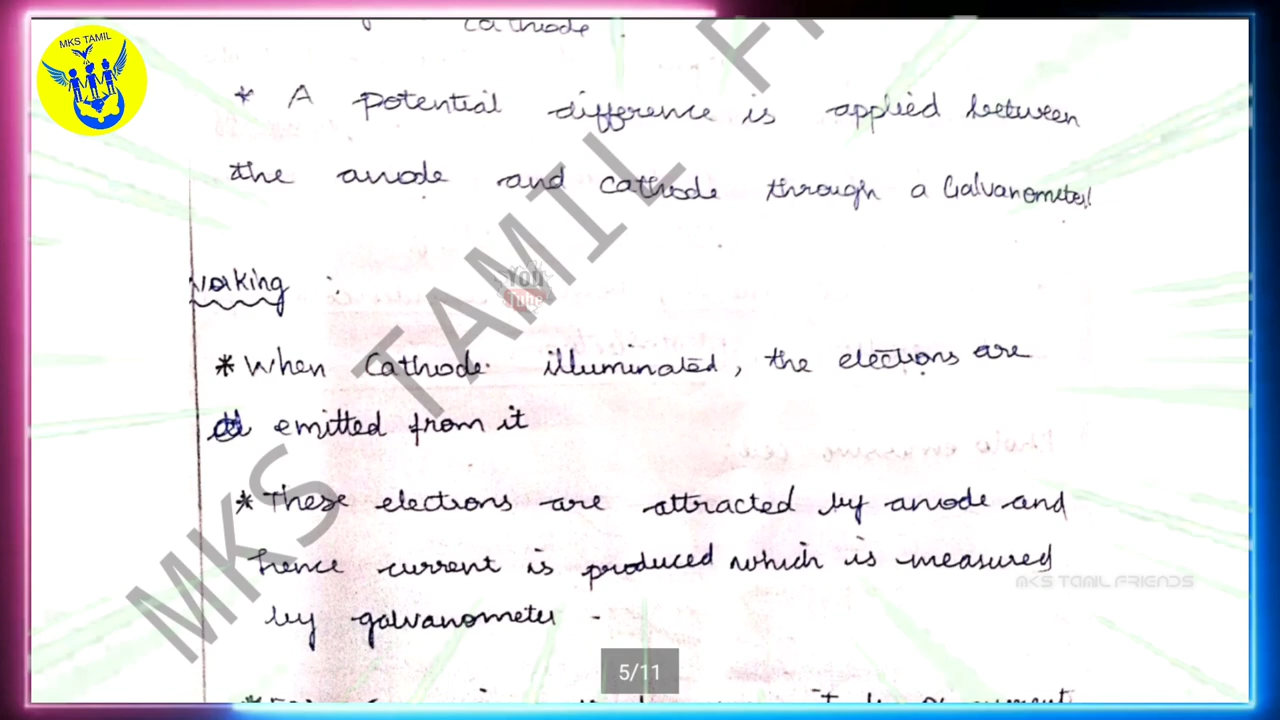 MKS TAMIL
cathode.
* A potential difference is applied between
the anode and cathode through a Galvanometer.
working :
* When Cathode illuminated, the electrons are
emitted from it
* These electrons are attracted by anode and
hence current is produced which is measured
by galvanometer -
MKS TAMIL F
You
Tube
MKS TAMIL FRIENDS
5/11